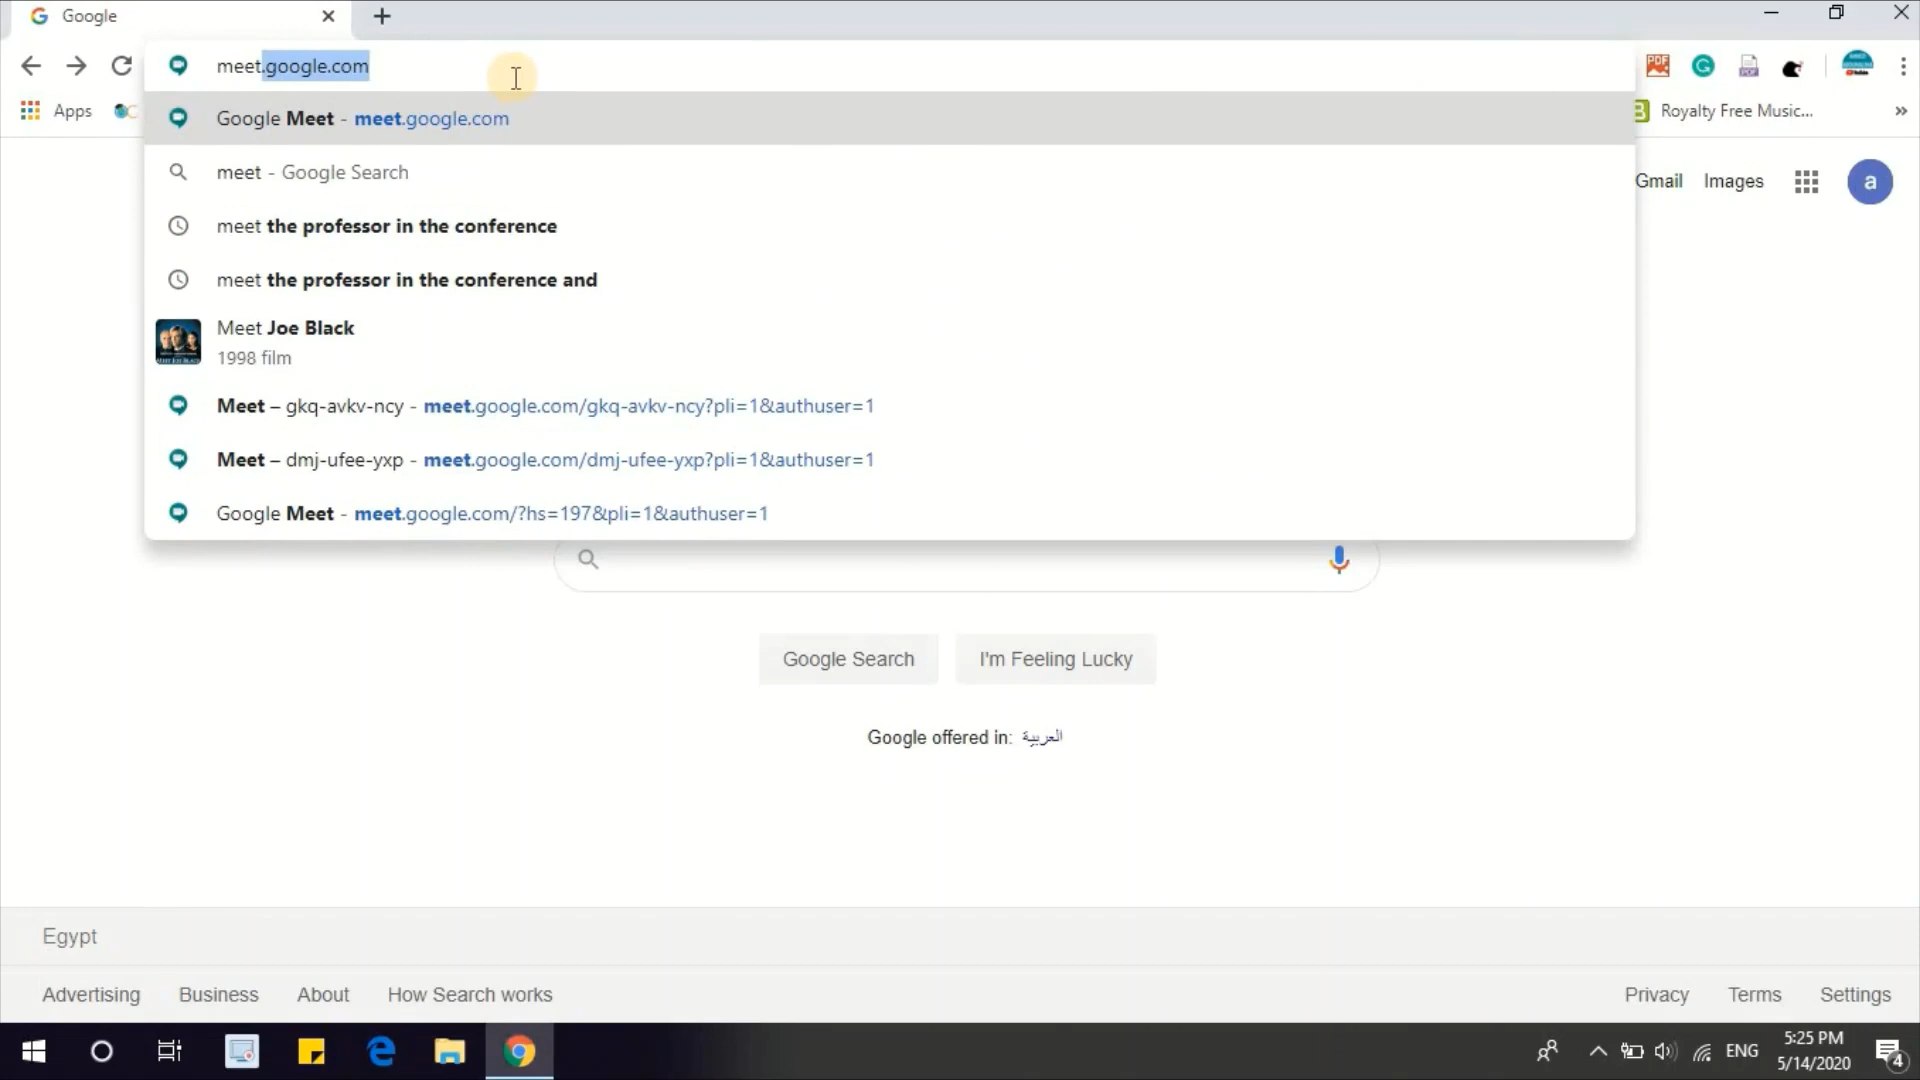 Google
meet.google.com
Apps
Royalty Free Music...
Google Meet - meet.google.com
meet - Google Search
meet the professor in the conference
meet the professor in the conference and
Meet Joe Black
1998 film
Meet – gkq-avkv-ncy - meet.google.com/gkq-avkv-ncy?pli=1&authuser=1
Meet – dmj-ufee-yxp - meet.google.com/dmj-ufee-yxp?pli=1&authuser=1
Google Meet - meet.google.com/?hs=197&pli=1&authuser=1
Gmail Images a
Google Search I'm Feeling Lucky
Google offered in: العربية
Egypt
Advertising Business About How Search works
Privacy Terms Settings
ENG
5:25 PM
5/14/2020
4